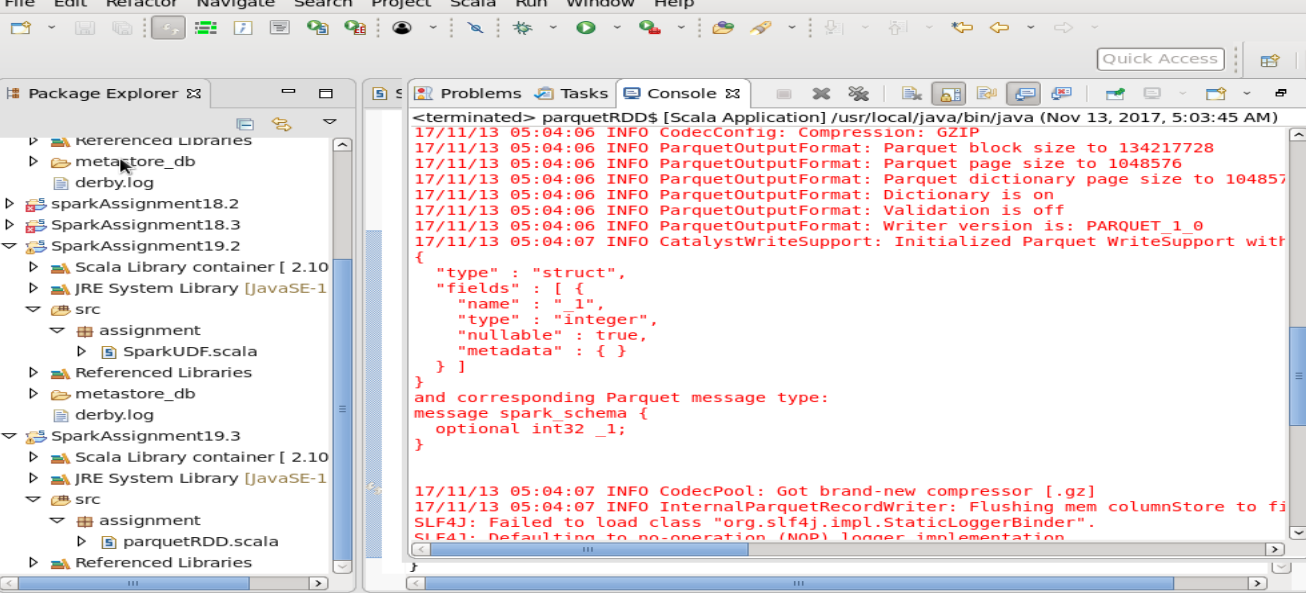 File Edit Refactor Navigate Search Project Scala Run Window Help
Quick Access
Package Explorer
Referenced Libraries
metastore_db
derby.log
sparkAssignment18.2
sparkAssignment18.3
SparkAssignment19.2
Scala Library container [ 2.10
JRE System Library [JavaSE-1
src
assignment
SparkUDF.scala
Referenced Libraries
metastore_db
derby.log
SparkAssignment19.3
Scala Library container [ 2.10
JRE System Library [JavaSE-1
src
assignment
parquetRDD.scala
Referenced Libraries
Problems Tasks Console
<terminated> parquetRDD$ [Scala Application] /usr/local/java/bin/java (Nov 13, 2017, 5:03:45 AM)
17/11/13 05:04:06 INFO CodecConfig: Compression: GZIP
17/11/13 05:04:06 INFO ParquetOutputFormat: Parquet block size to 134217728
17/11/13 05:04:06 INFO ParquetOutputFormat: Parquet page size to 1048576
17/11/13 05:04:06 INFO ParquetOutputFormat: Parquet dictionary page size to 104857
17/11/13 05:04:06 INFO ParquetOutputFormat: Dictionary is on
17/11/13 05:04:06 INFO ParquetOutputFormat: Validation is off
17/11/13 05:04:06 INFO ParquetOutputFormat: Writer version is: PARQUET_1_0
17/11/13 05:04:07 INFO CatalystWriteSupport: Initialized Parquet WriteSupport with
{
"type" : "struct",
"fields" : [ {
"name" : "_1",
"type" : "integer",
"nullable" : true,
"metadata" : { }
} ]
}
and corresponding Parquet message type:
message spark_schema {
optional int32 _1;
}
17/11/13 05:04:07 INFO CodecPool: Got brand-new compressor [.gz]
17/11/13 05:04:07 INFO InternalParquetRecordWriter: Flushing mem columnStore to fi
SLF4J: Failed to load class "org.slf4j.impl.StaticLoggerBinder".
SLF4J: Defaulting to no-operation (NOP) logger implementation
}